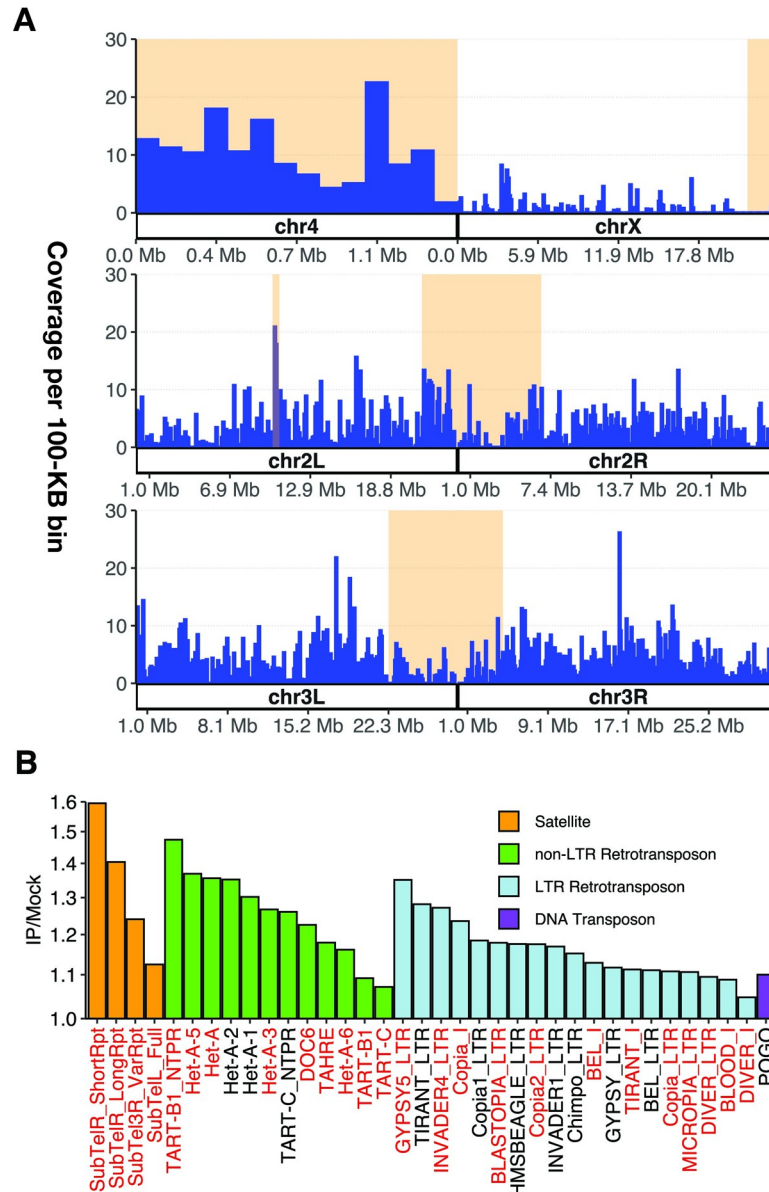 A
Coverage per 100-KB bin
30
20
10
0
chr4 chrX
0.0 Mb 0.4 Mb 0.7 Mb 1.1 Mb 0.0 Mb 5.9 Mb 11.9 Mb 17.8 Mb
30
20
10
0
chr2L chr2R
1.0 Mb 6.9 Mb 12.9 Mb 18.8 Mb 1.0 Mb 7.4 Mb 13.7 Mb 20.1 Mb
30
20
10
0
chr3L chr3R
1.0 Mb 8.1 Mb 15.2 Mb 22.3 Mb 1.0 Mb 9.1 Mb 17.1 Mb 25.2 Mb
B
IP/Mock
1.6
1.5
1.4
1.3
1.2
1.1
1.0
Satellite
non-LTR Retrotransposon
LTR Retrotransposon
DNA Transposon
SubTelR_ShortRpt
SubTelR_LongRpt
SubTel3R_VarRpt
SubTelL_Full
TART-B1_NTPR
Het-A-5
Het-A
Het-A-2
Het-A-1
Het-A-3
TART-C_NTPR
DOC6
TAHRE
Het-A-6
TART-B1
TART-C
GYPSY5_LTR
TIRANT_LTR
INVADER4_LTR
Copia_I
Copia1_LTR
BLASTOPIA_LTR
HMSBEAGLE_LTR
Copia2_LTR
INVADER1_LTR
Chimpo_LTR
BEL_I
GYPSY_LTR
TIRANT_I
BEL_LTR
Copia_LTR
MICROPIA_LTR
DIVER_LTR
BLOOD_I
DIVER_I
POGO